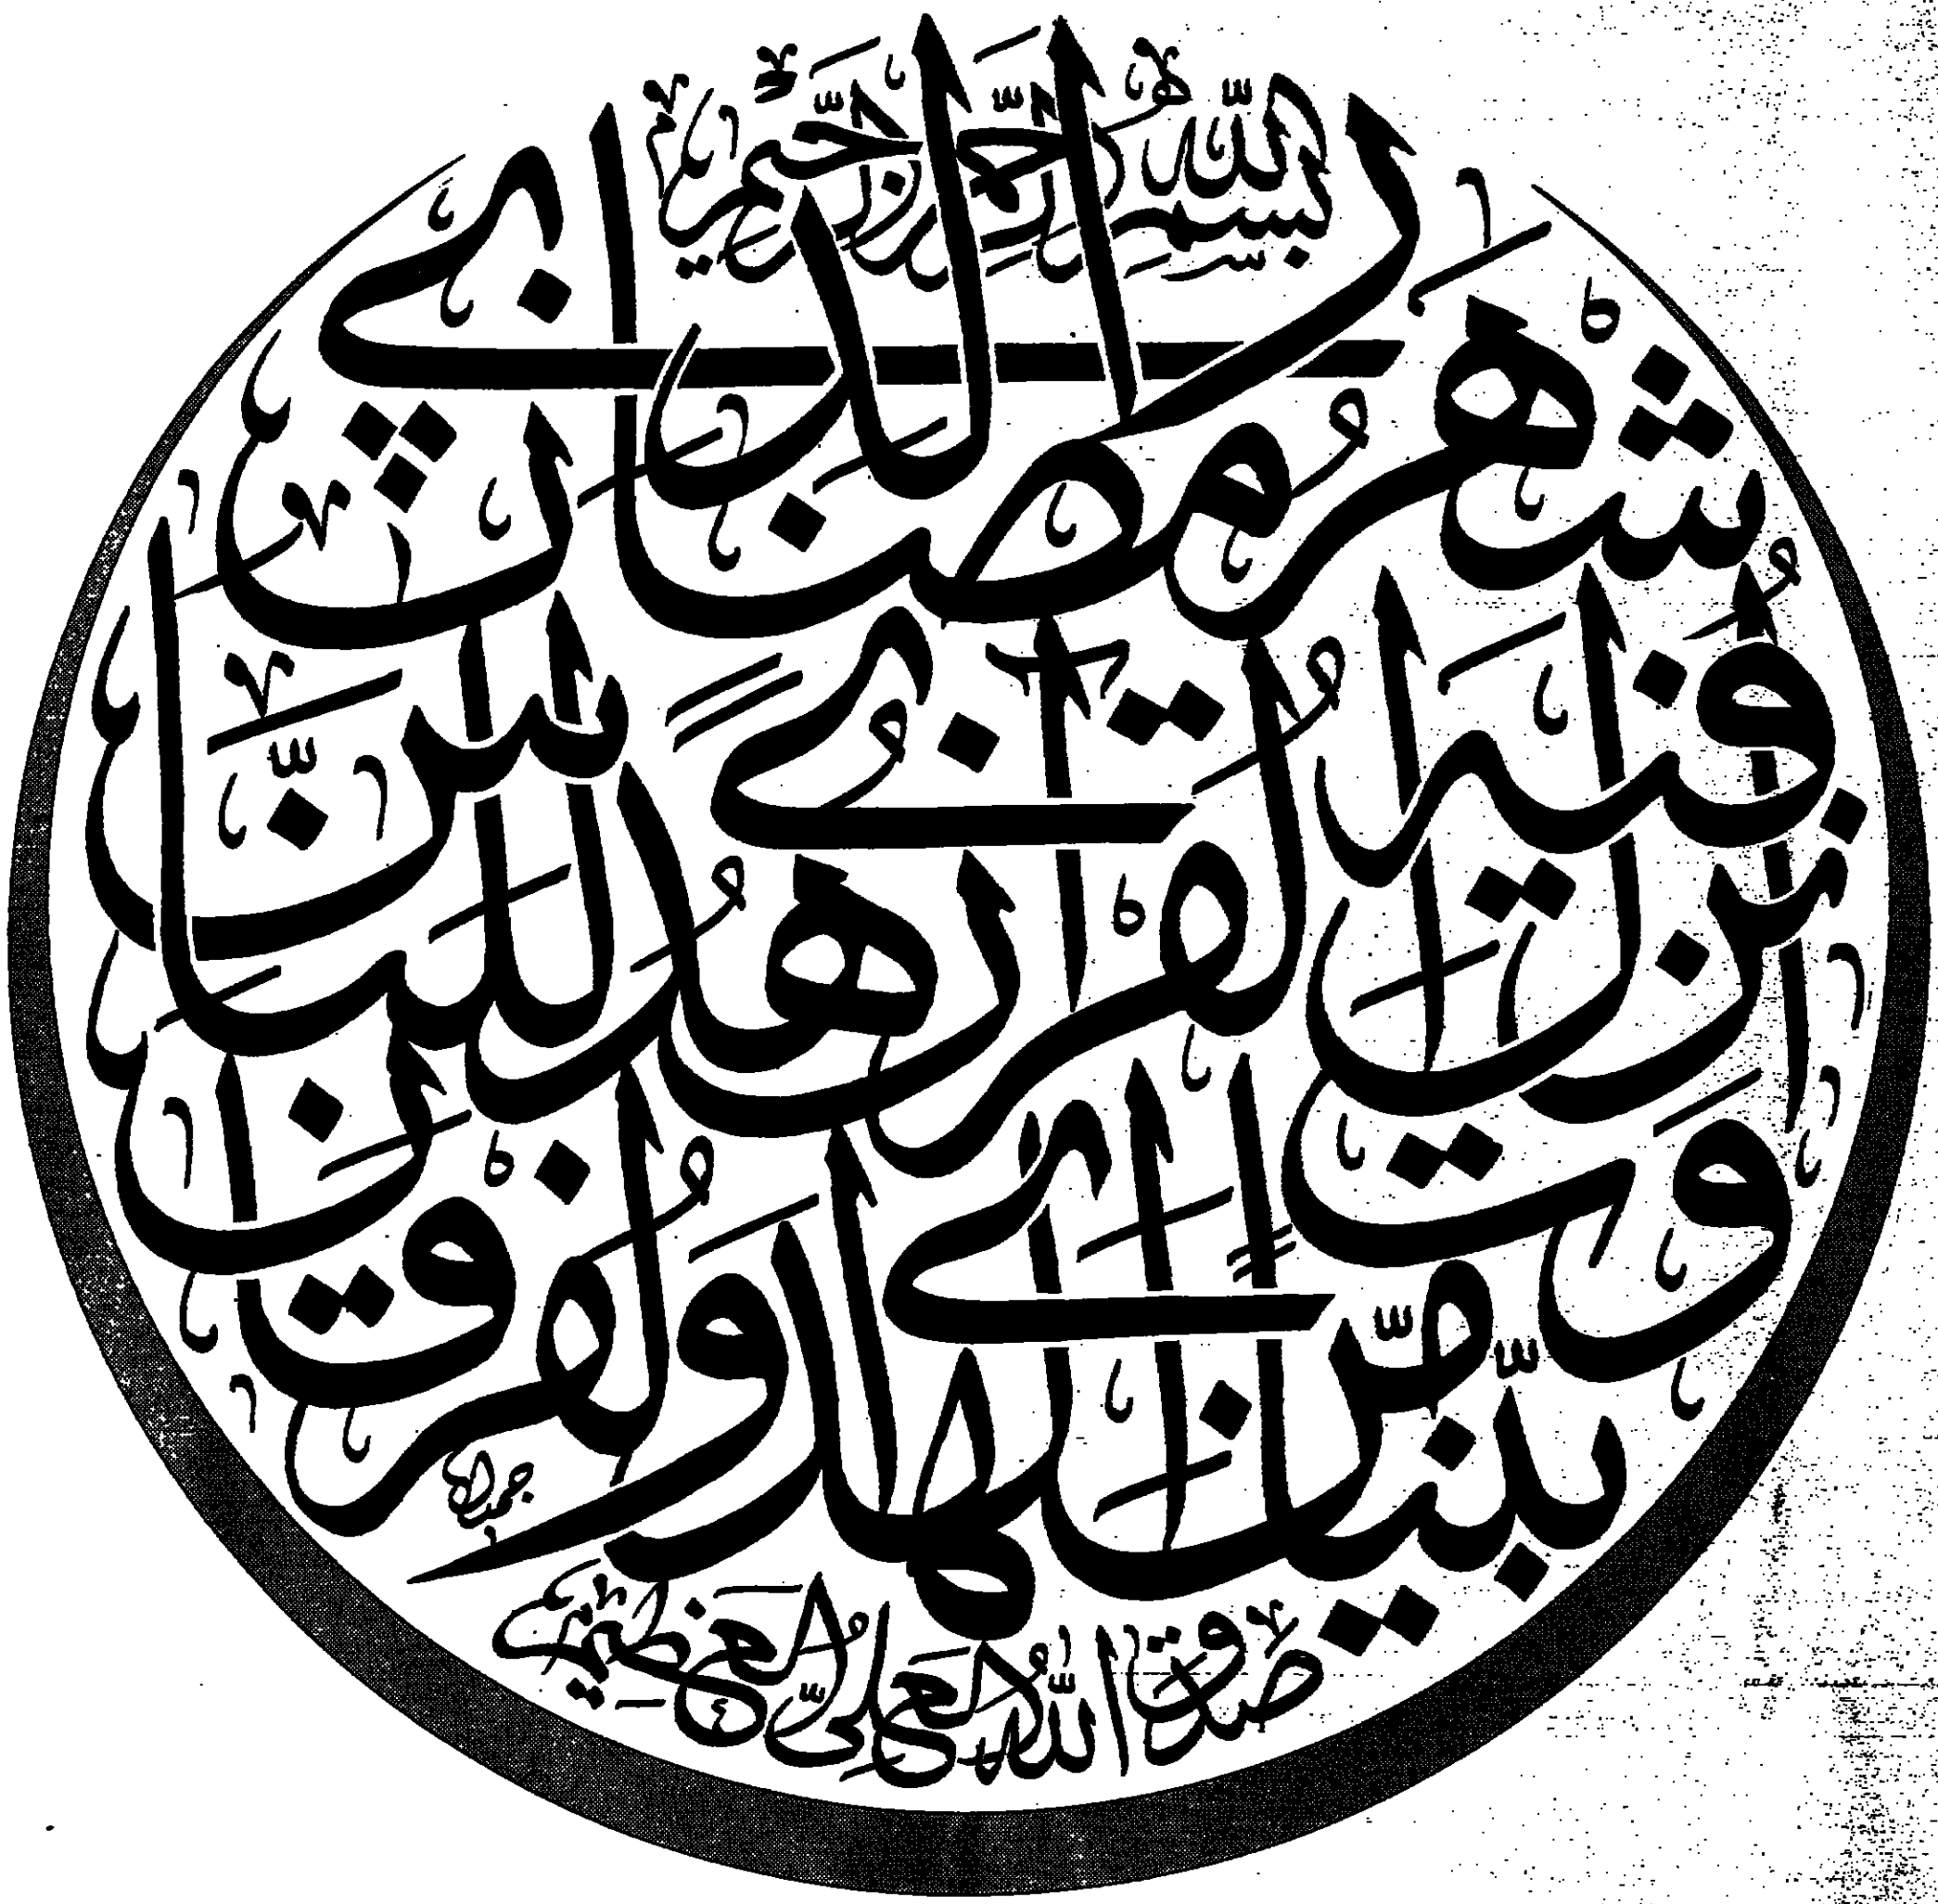 بسم الله الرحمن الرحيم
شهر رمضان الذي
أنزل فيه القرآن هدى للناس
وبينات من الهدى والفرقان
صدق الله العلي العظيم